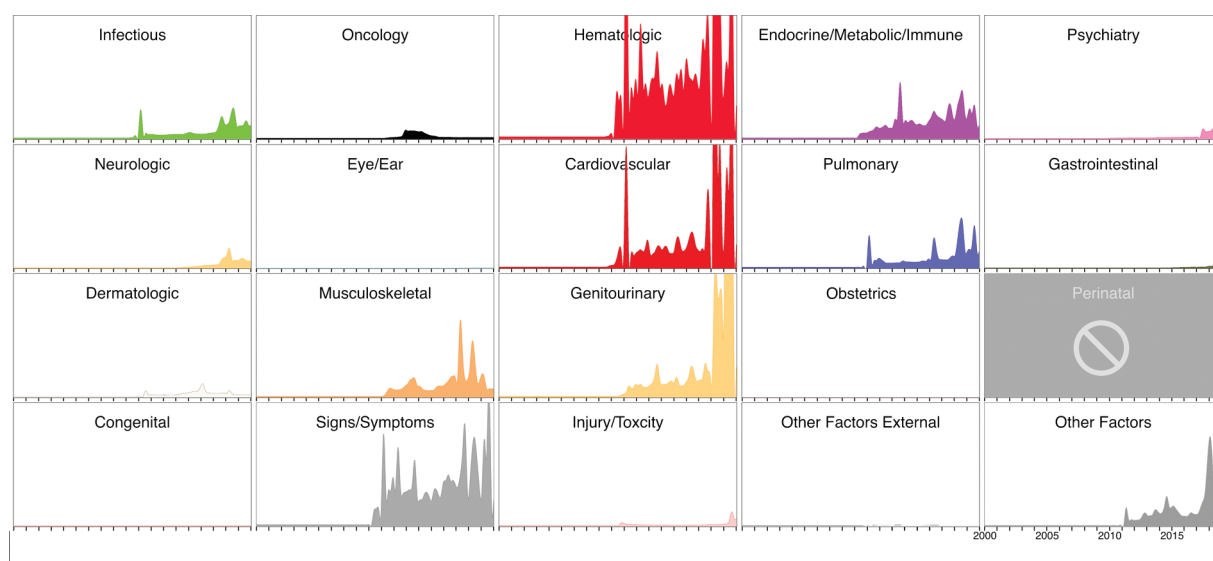 Infectious
Oncology
Hematologic
Endocrine/Metabolic/Immune
Psychiatry
Neurologic
Eye/Ear
Cardiovascular
Pulmonary
Gastrointestinal
Dermatologic
Musculoskeletal
Genitourinary
Obstetrics
Perinatal
Congenital
Signs/Symptoms
Injury/Toxcity
Other Factors External
Other Factors
2000 2005 2010 2015